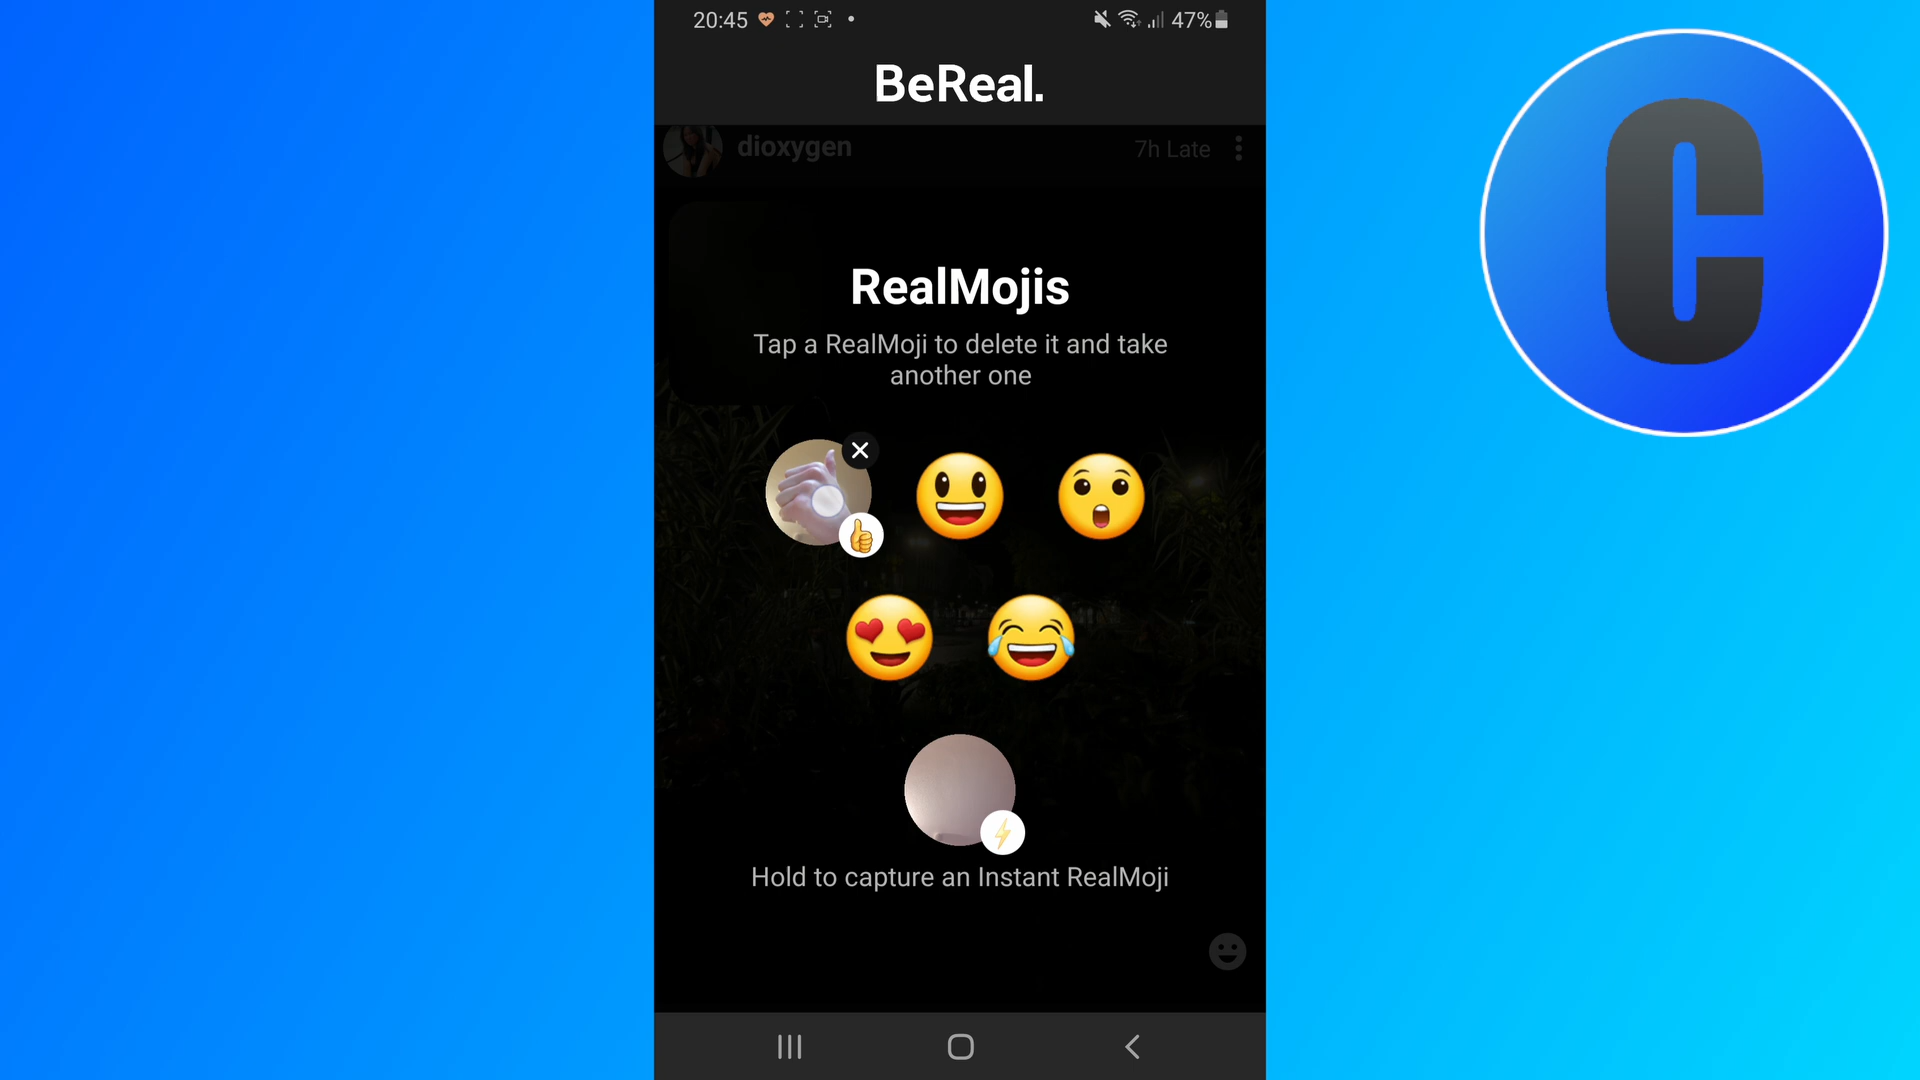 20:45
47%
BeReal.
dioxygen
7h Late
C
RealMojis
Tap a RealMoji to delete it and take
another one
Hold to capture an Instant RealMoji